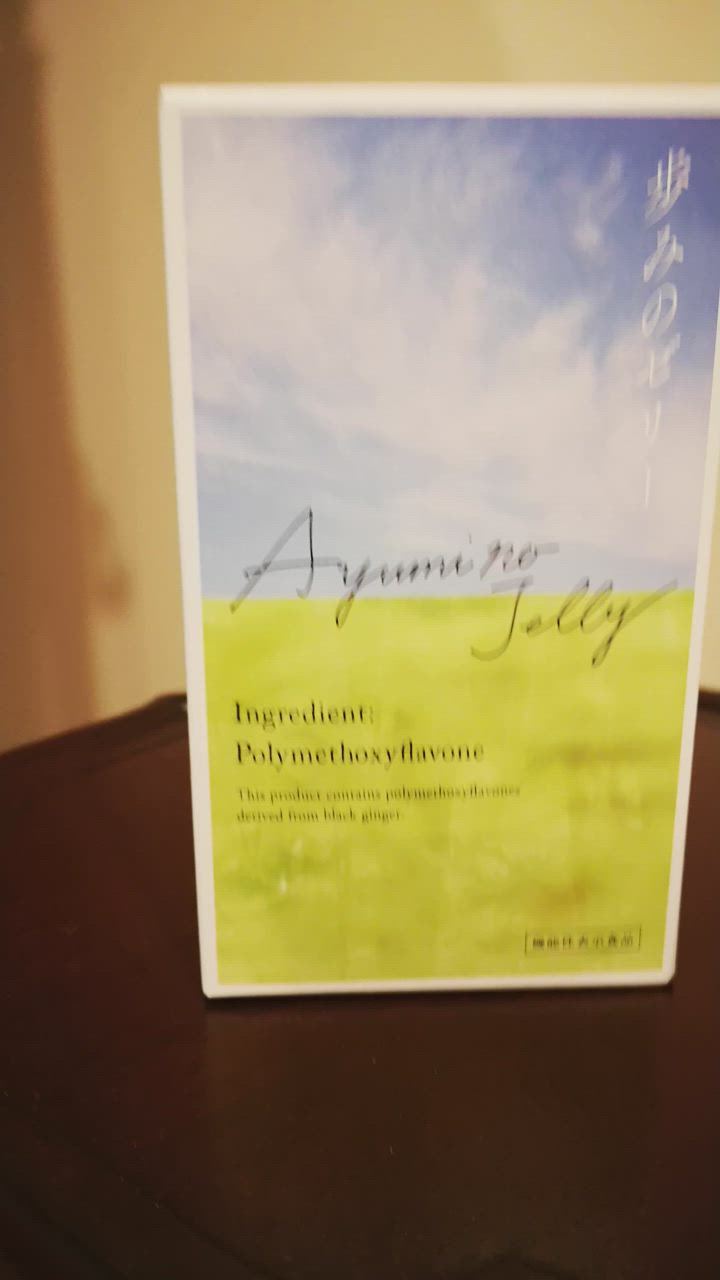 歩みのゼリー
Ayumi no
Jelly
Ingredient:
Polymethoxyflavone
This product contains polymethoxyflavones
derived from black ginger.
機能性表示食品